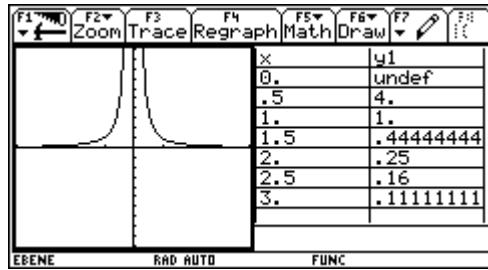 F1 F2 F3 F4 F5 F6 F7
Zoom Trace Regraph Math Draw
x y1
0. undef
.5 4.
1. 1.
1.5 .44444444
2. .25
2.5 .16
3. .11111111
EBENE RAD AUTO FUNC